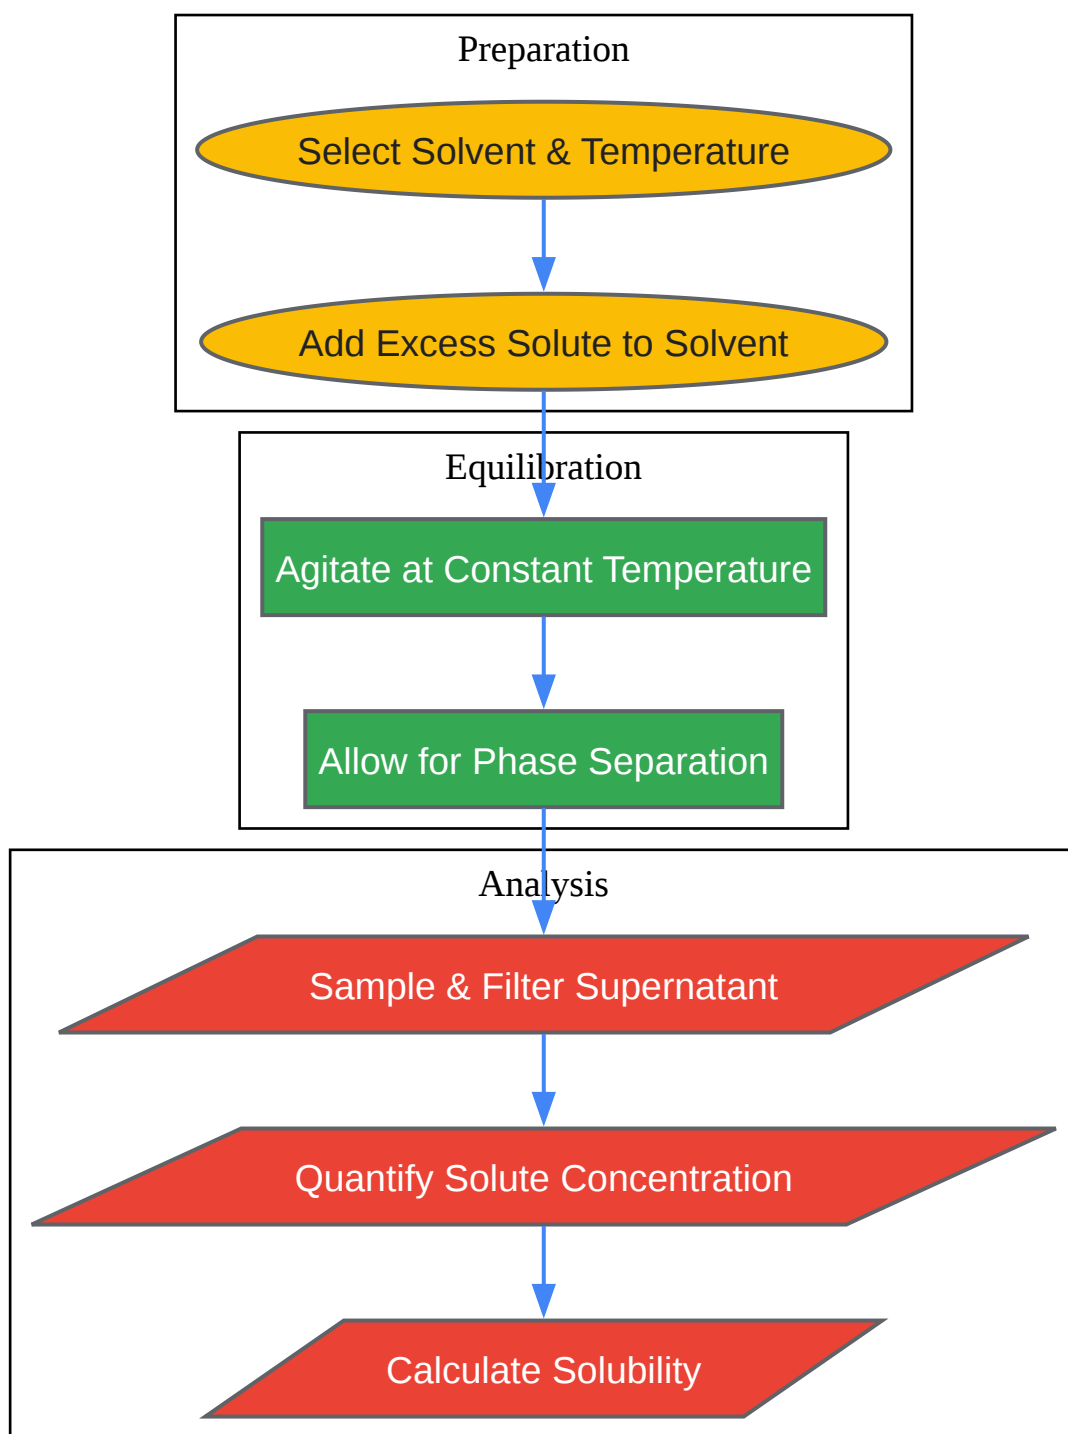 Preparation
Select Solvent & Temperature
Add Excess Solute to Solvent
Equilibration
Agitate at Constant Temperature
Allow for Phase Separation
Analysis
Sample & Filter Supernatant
Quantify Solute Concentration
Calculate Solubility